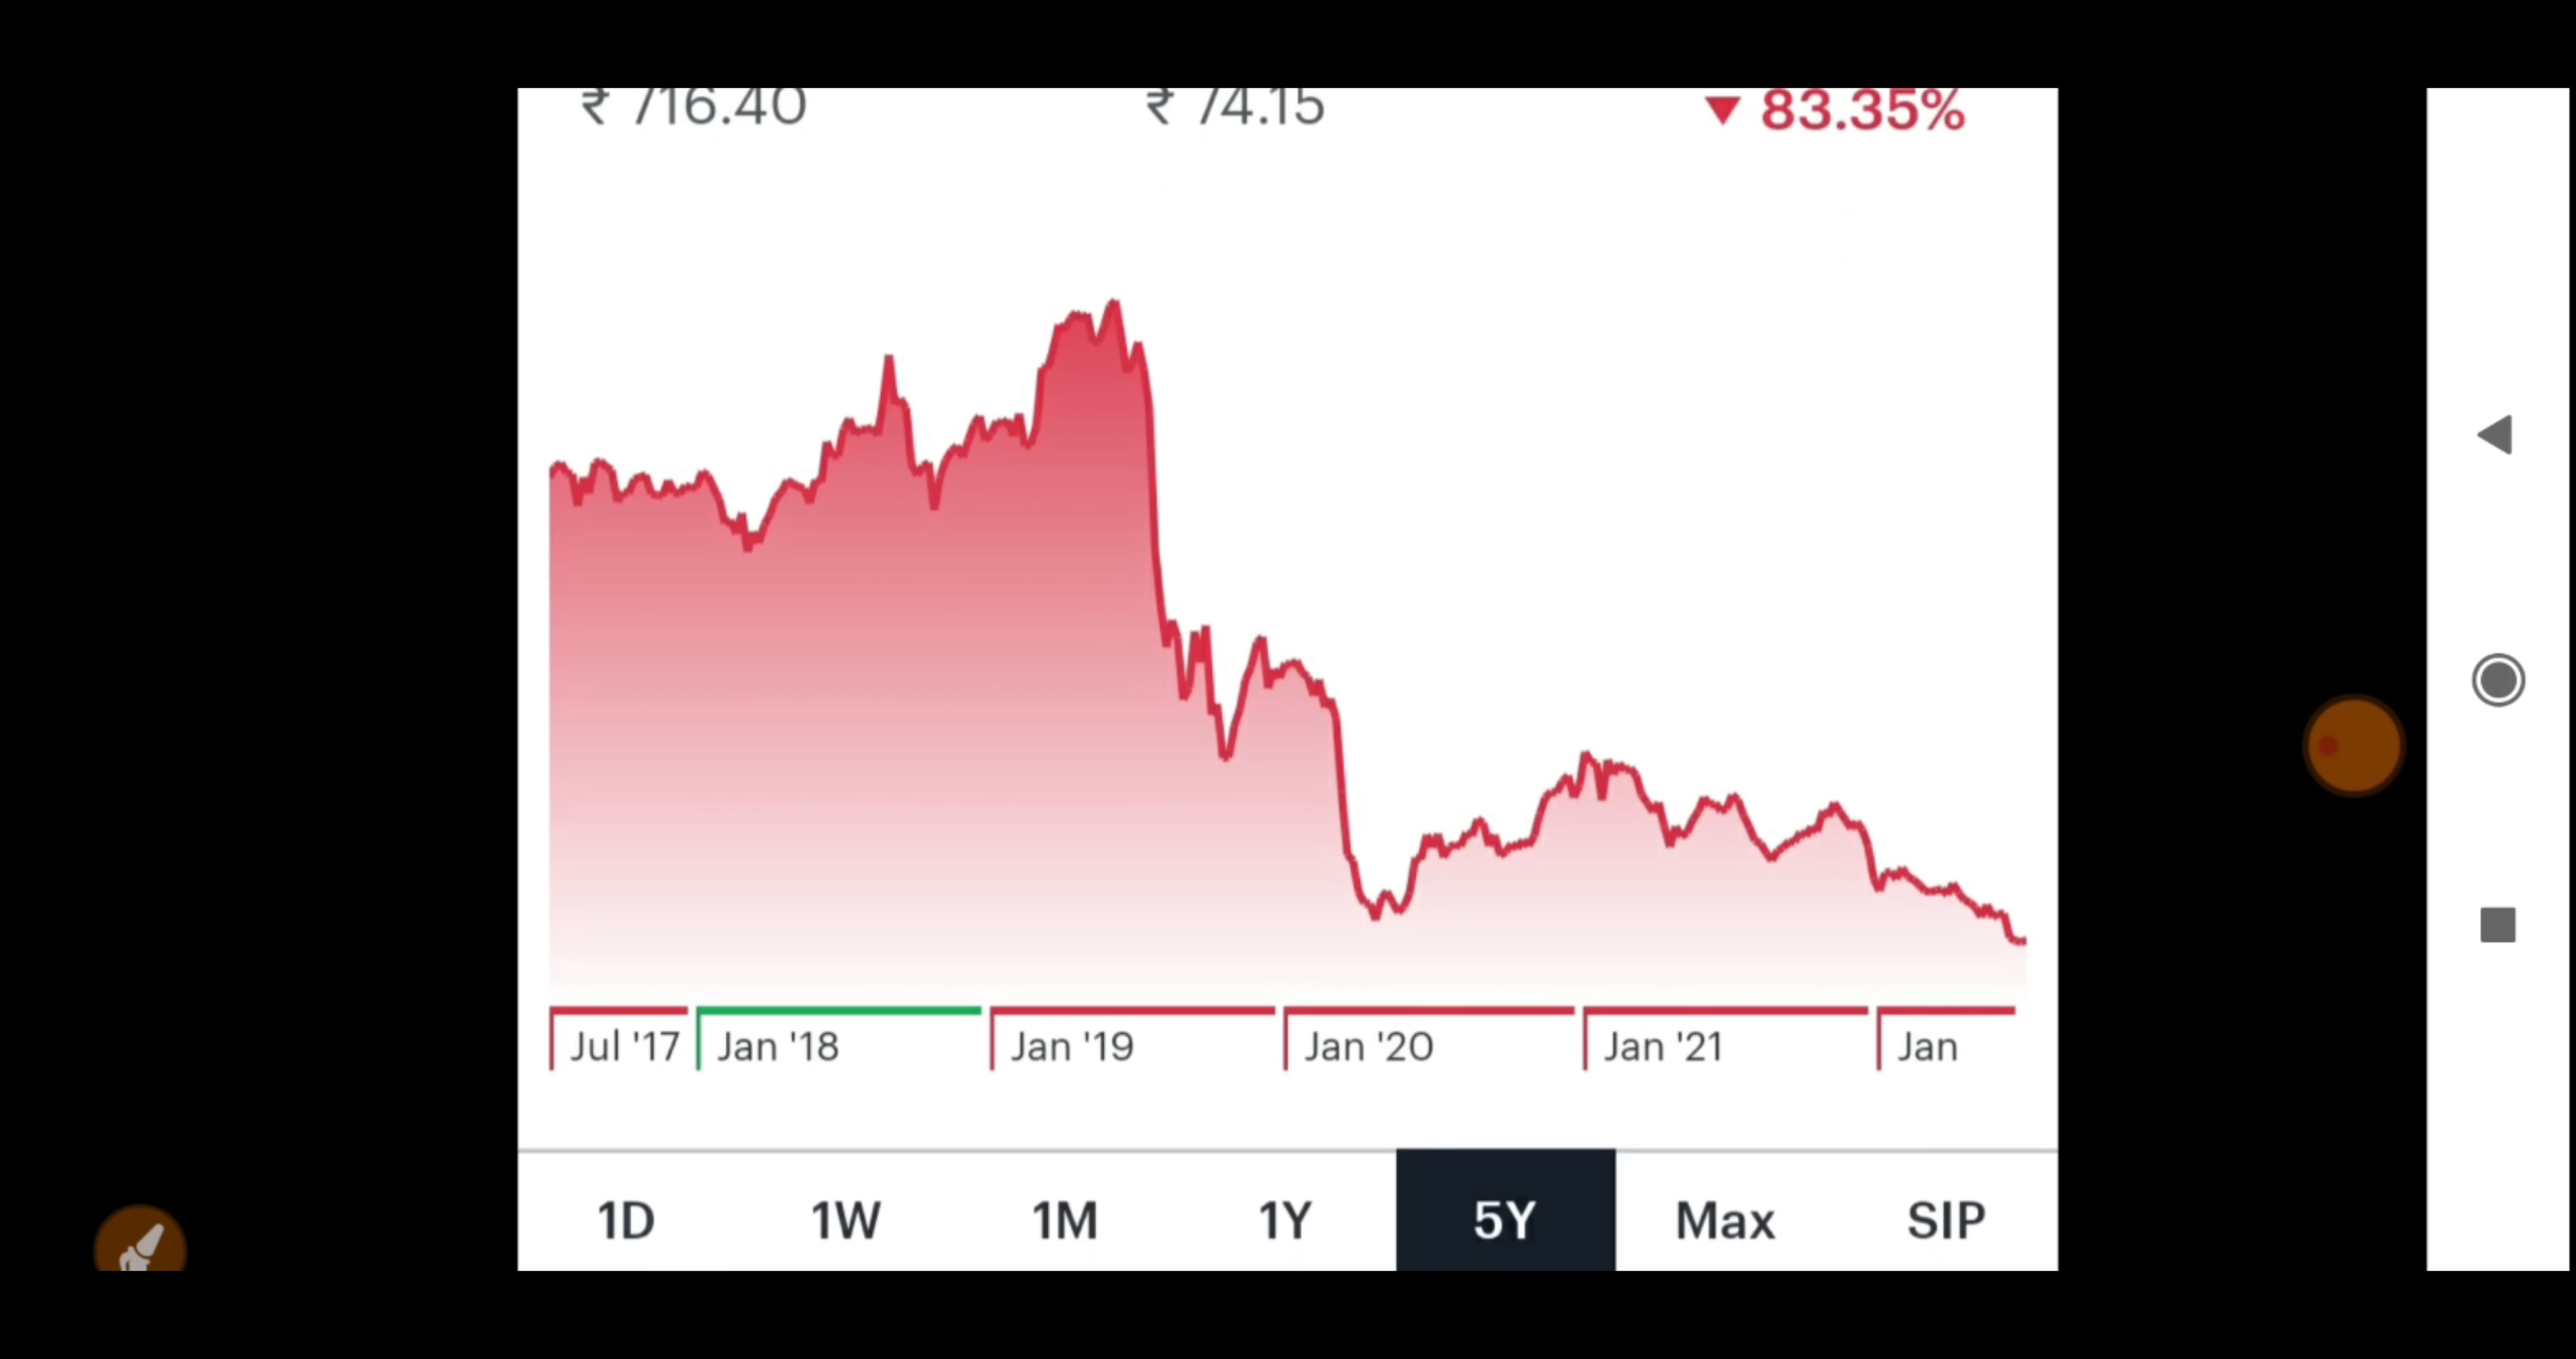 ₹ 716.40 ₹ 74.15 ▼ 83.35%
Jul '17 Jan '18 Jan '19 Jan '20 Jan '21 Jan
1D 1W 1M 1Y 5Y Max SIP